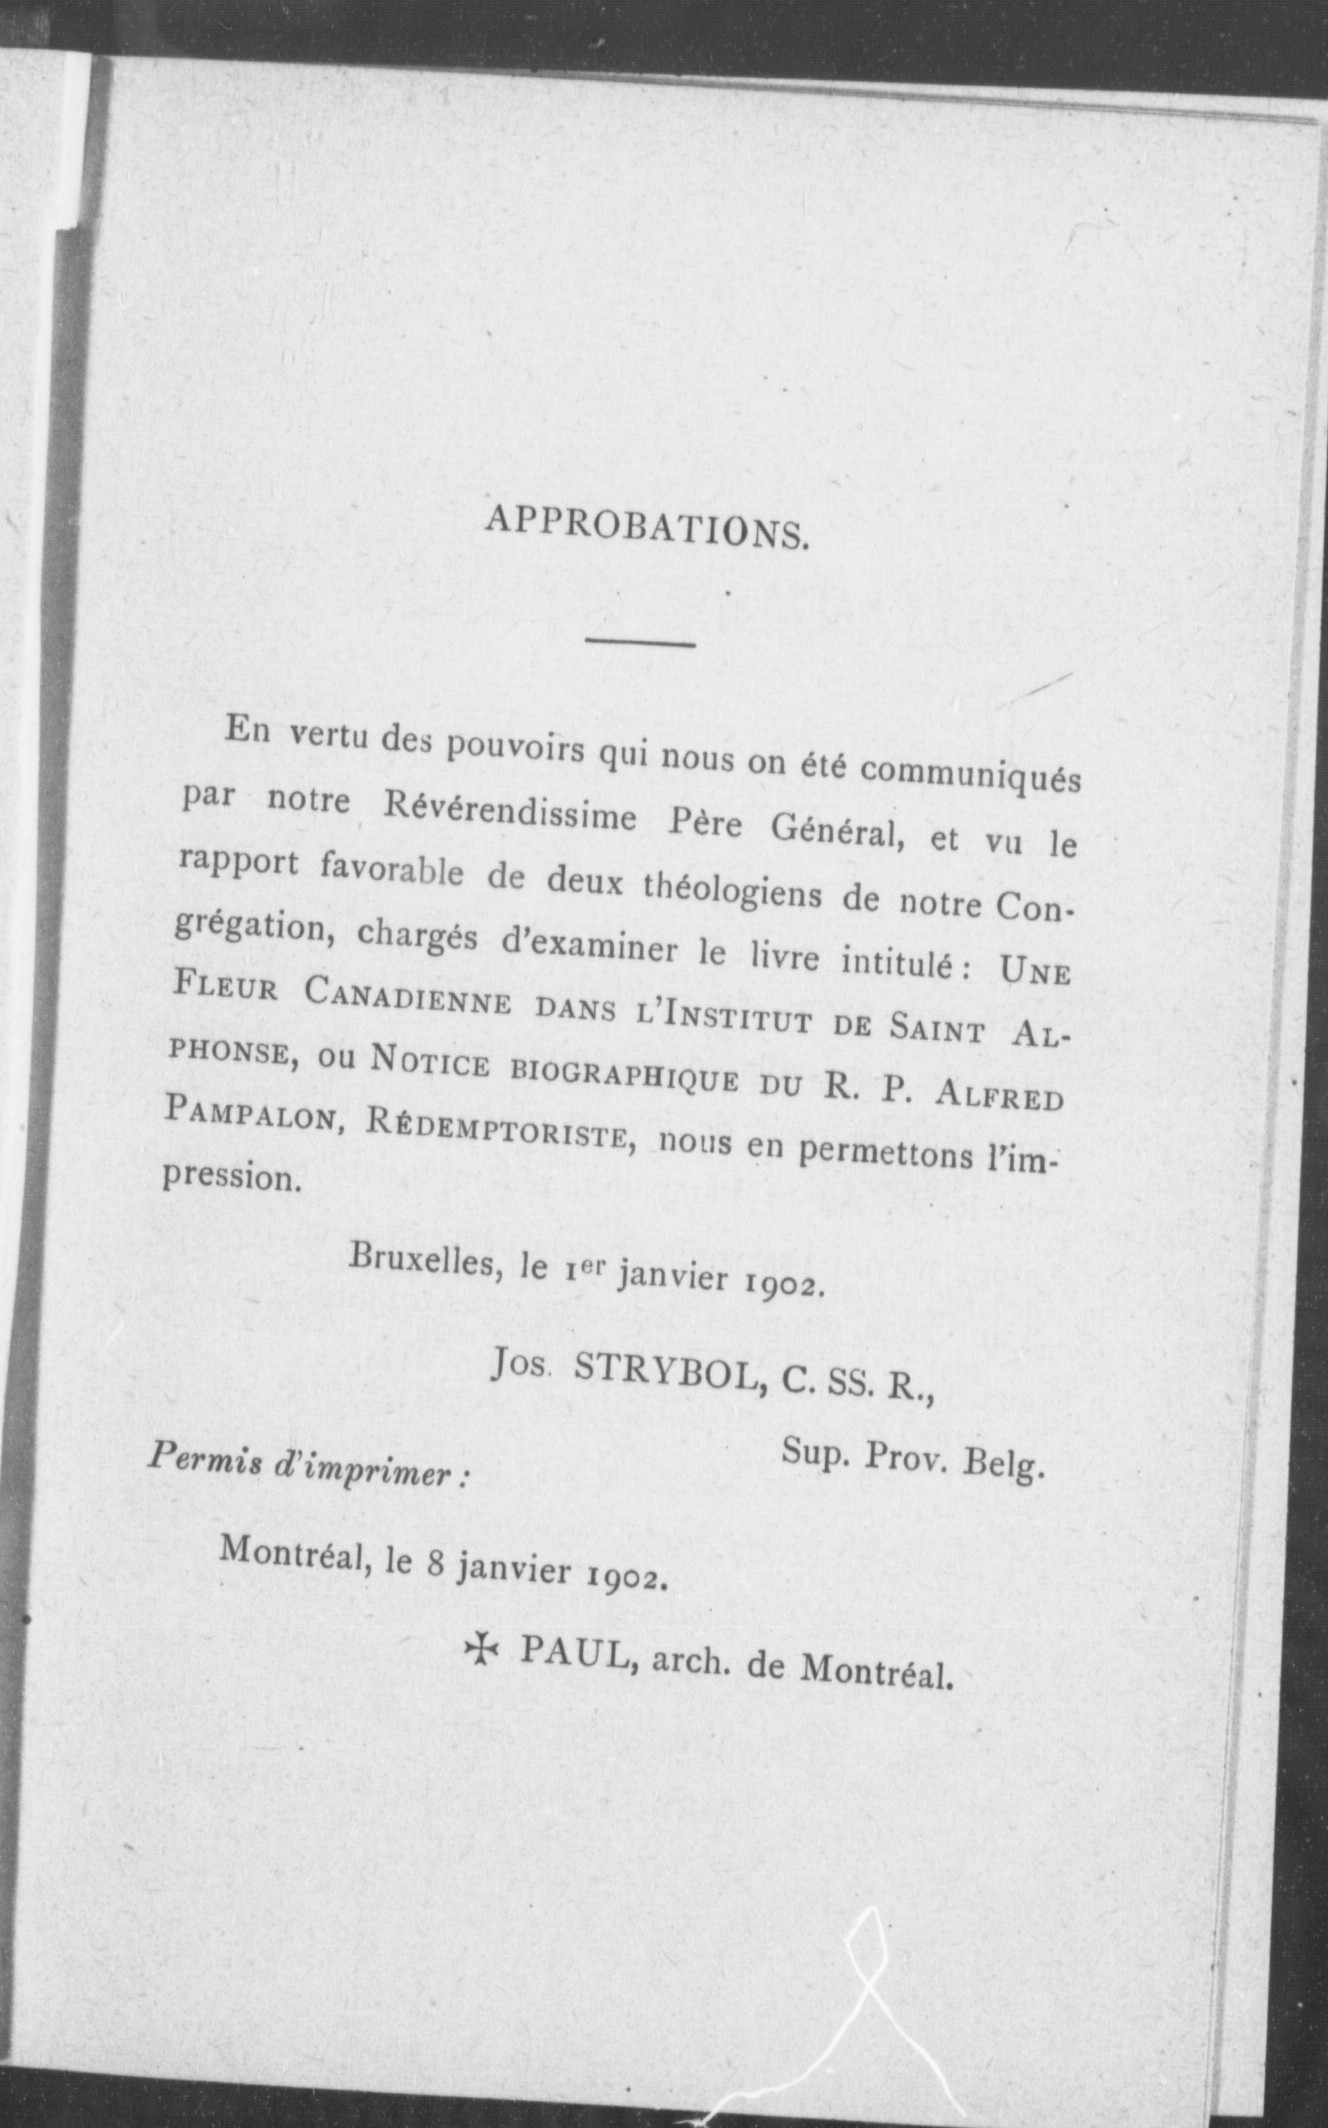 APPROBATIONS.
En vertu des pouvoirs qui nous on été communiqués
par notre Révérendissime Père Général, et vu le
rapport favorable de deux théologiens de notre Con-
grégation, chargés d'examiner le livre intitulé : UNE
FLEUR CANADIENNE DANS L'INSTITUT DE SAINT AL-
PHONSE, ou NOTICE BIOGRAPHIQUE DU R. P. ALFRED
PAMPALON, RÉDEMPTORISTE, nous en permettons l'im-
pression.
Bruxelles, le 1er janvier 1902.
Jos. STRYBOL, C. SS. R.,
Sup. Prov. Belg.
Permis d'imprimer :
Montréal, le 8 janvier 1902.
✠ PAUL, arch. de Montréal.